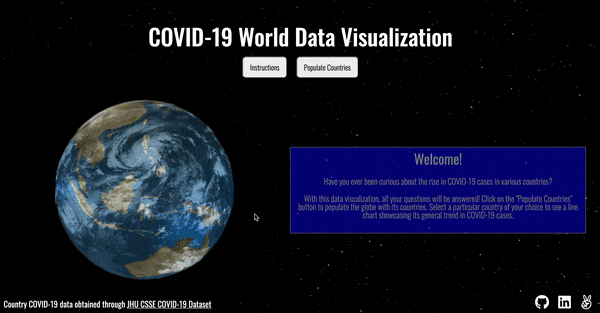 COVID-19 World Data Visualization
Instructions
Populate Countries
Welcome!
Have you ever been curious about the rise in COVID-19 cases in various countries?
With this data visualization, all your questions will be answered! Click on the "Populate Countries"
button to populate the globe with its countries. Select a particular country of your choice to see a line
chart showcasing its general trend in COVID-19 cases.
Country COVID-19 data obtained through JHU CSSE COVID-19 Dataset
in